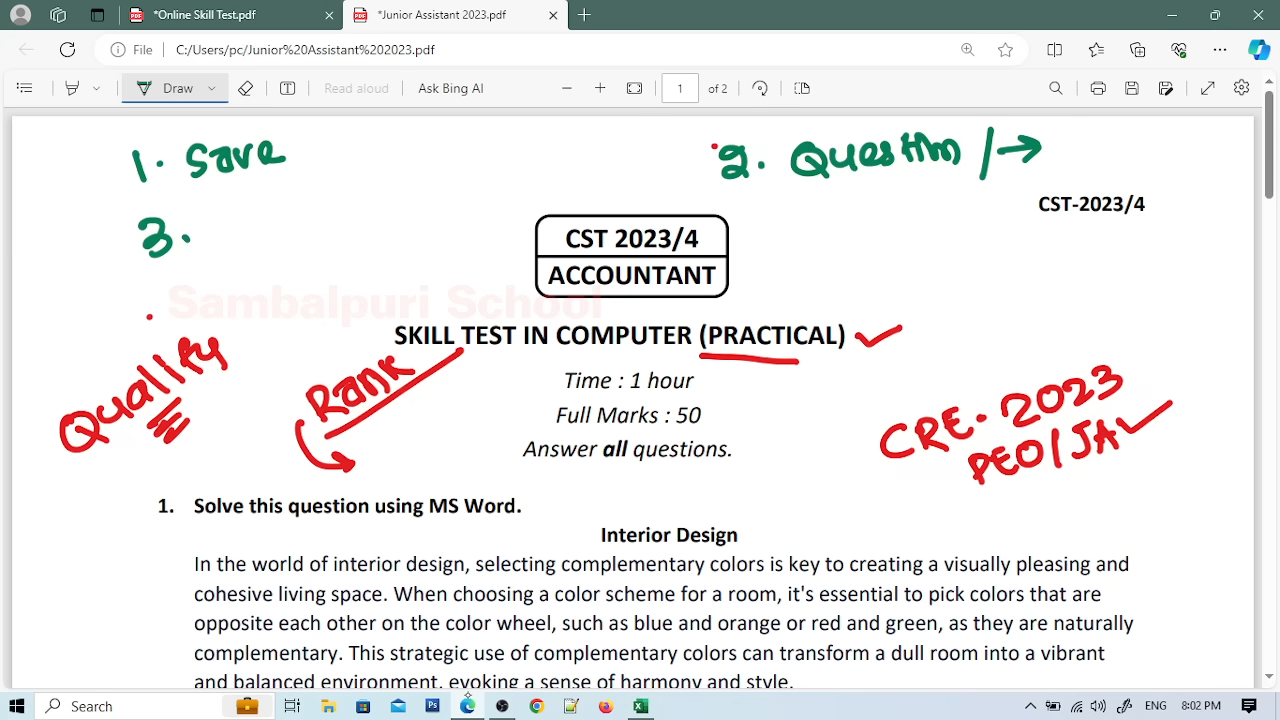 *Online Skill Test.pdf
*Junior Assistant 2023.pdf
File C:/Users/pc/Junior%20Assistant%202023.pdf
Draw Read aloud Ask Bing AI 1 of 2
1. Save
2. Question / →
CST-2023/4
3.
CST 2023/4
ACCOUNTANT
Sambalpuri School
SKILL TEST IN COMPUTER (PRACTICAL)
Qualify
Rank
Time : 1 hour
Full Marks : 50
Answer all questions.
CRE. 2023
PEO/JA
1. Solve this question using MS Word.
Interior Design
In the world of interior design, selecting complementary colors is key to creating a visually pleasing and
cohesive living space. When choosing a color scheme for a room, it's essential to pick colors that are
opposite each other on the color wheel, such as blue and orange or red and green, as they are naturally
complementary. This strategic use of complementary colors can transform a dull room into a vibrant
and balanced environment, evoking a sense of harmony and style.
Search
ENG 8:02 PM